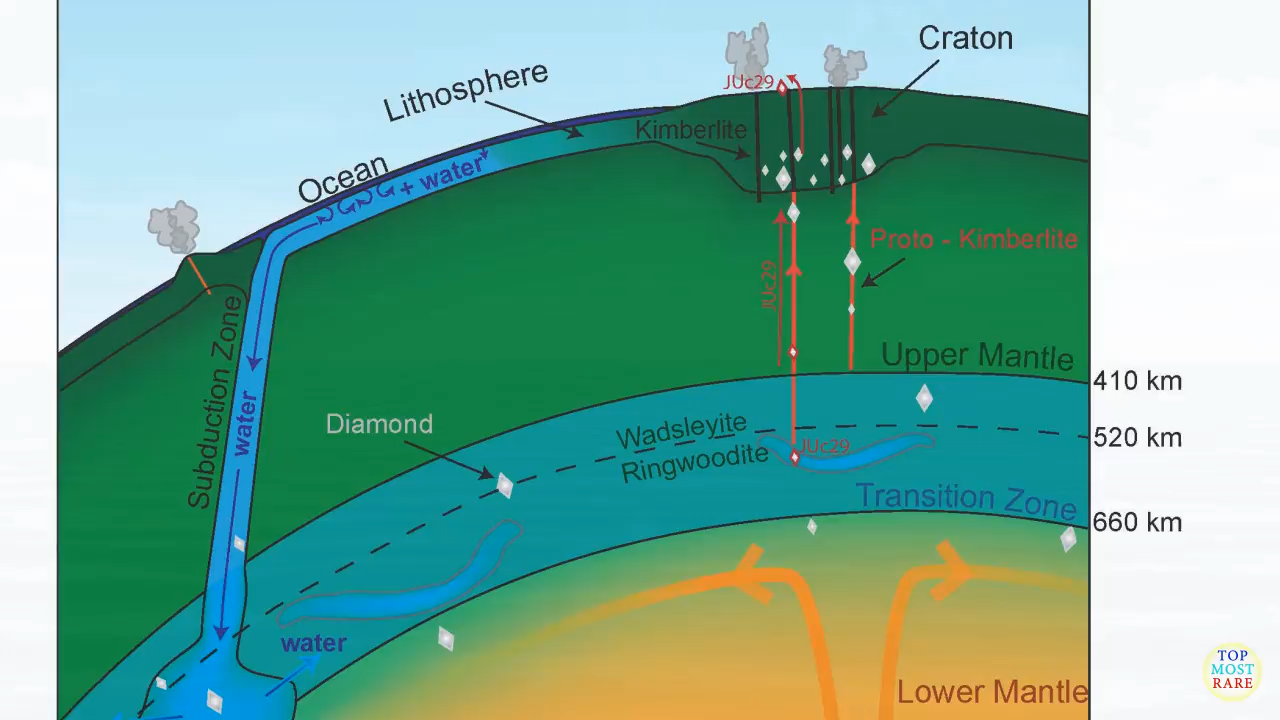 Craton
Lithosphere
JUc29
Kimberlite
Ocean
+ water
Proto - Kimberlite
JUc29
Subduction Zone
Upper Mantle
410 km
water
Diamond
Wadsleyite
520 km
JUc29
Ringwoodite
Transition Zone
660 km
water
Lower Mantle
TOP
MOST
RARE